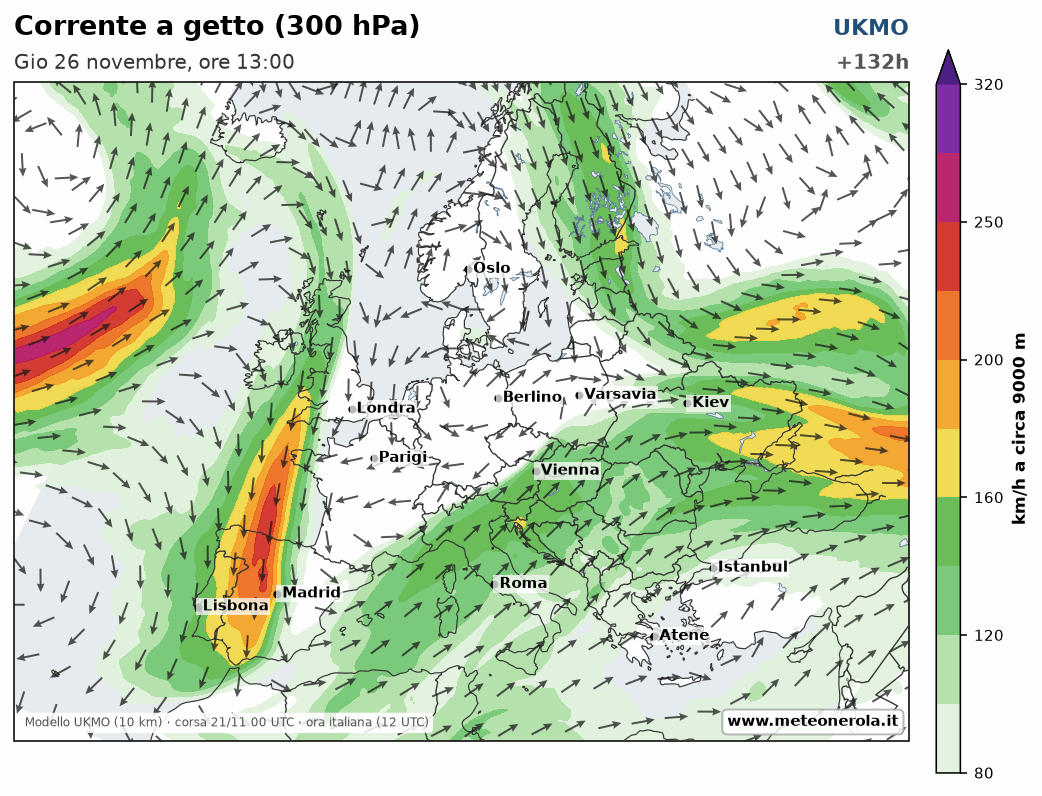 Corrente a getto (300 hPa)
UKMO
Gio 26 novembre, ore 13:00
+132h
320
250
200
160
120
80
km/h a circa 9000 m
Oslo
Berlino
Varsavia
Kiev
Londra
Parigi
Vienna
Istanbul
Roma
Madrid
Lisbona
Atene
Modello UKMO (10 km) · corsa 21/11 00 UTC · ora italiana (12 UTC)
www.meteonerola.it